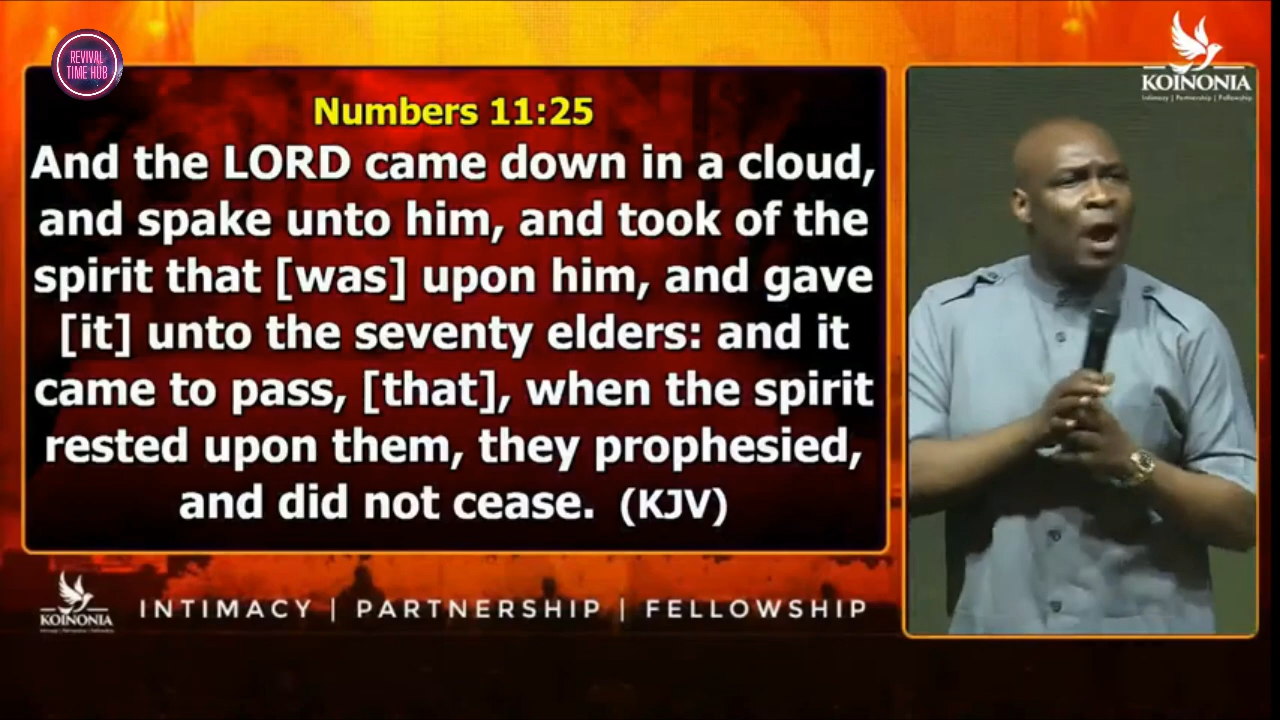 REVIVAL
TIME HUB
KOINONIA
Intimacy | Partnership | Fellowship
Numbers 11:25
And the LORD came down in a cloud,
and spake unto him, and took of the
spirit that [was] upon him, and gave
[it] unto the seventy elders: and it
came to pass, [that], when the spirit
rested upon them, they prophesied,
and did not cease. (KJV)
KOINONIA
INTIMACY | PARTNERSHIP | FELLOWSHIP